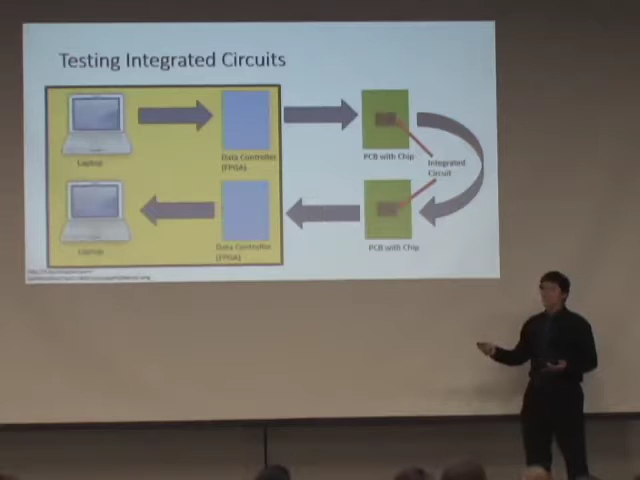 Testing Integrated Circuits
Laptop
Data Controller
(FPGA)
PCB with Chip
Integrated
Circuit
Laptop
Data Controller
(FPGA)
PCB with Chip